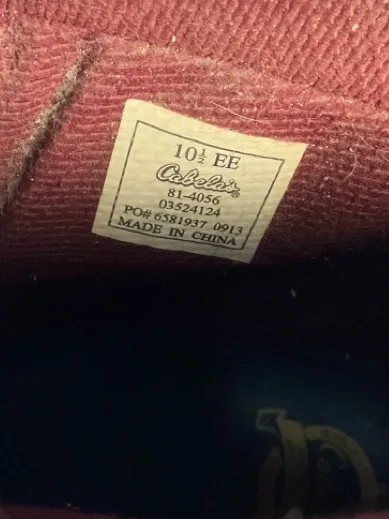 10½ EE
Cabela's®
81-4056
03524124
PO# 6581937 0913
MADE IN CHINA